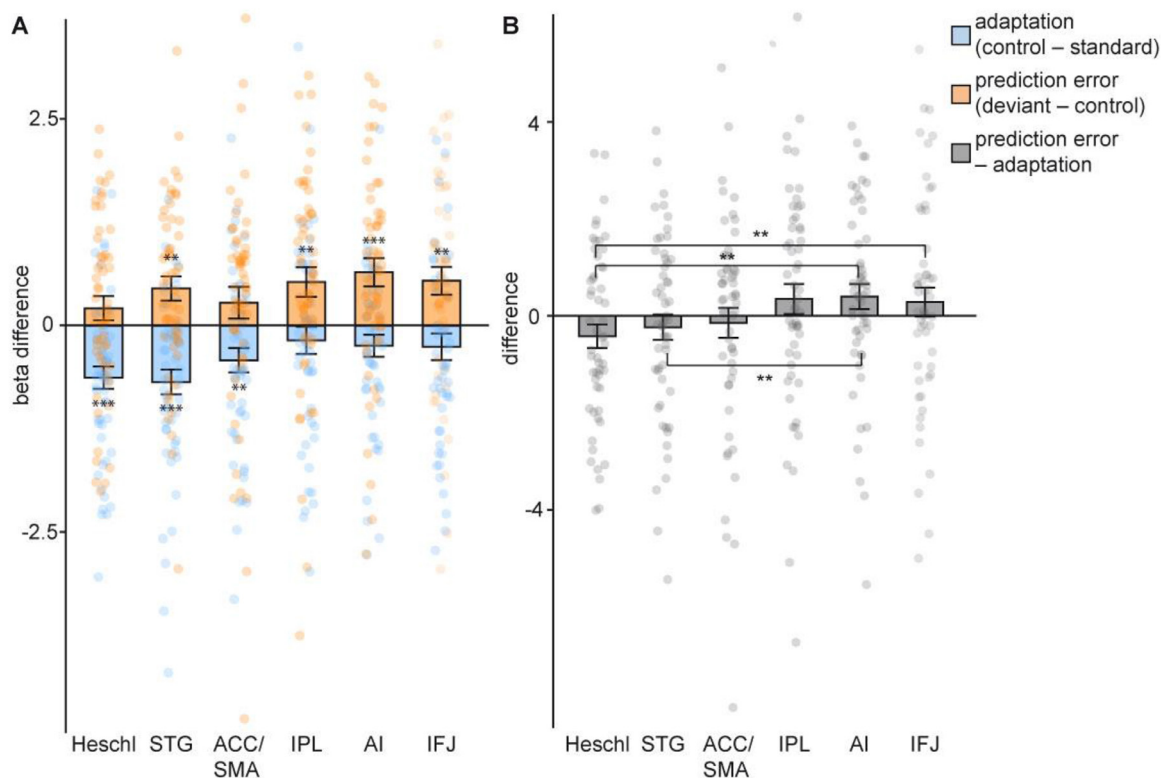 A
2.5
0
-2.5
beta difference
**
***
**
***
**
***
***
**
Heschl
STG
ACC/
SMA
IPL
AI
IFJ
B
4
0
-4
difference
**
**
**
Heschl
STG
ACC/
SMA
IPL
AI
IFJ
adaptation
(control – standard)
prediction error
(deviant – control)
prediction error
– adaptation